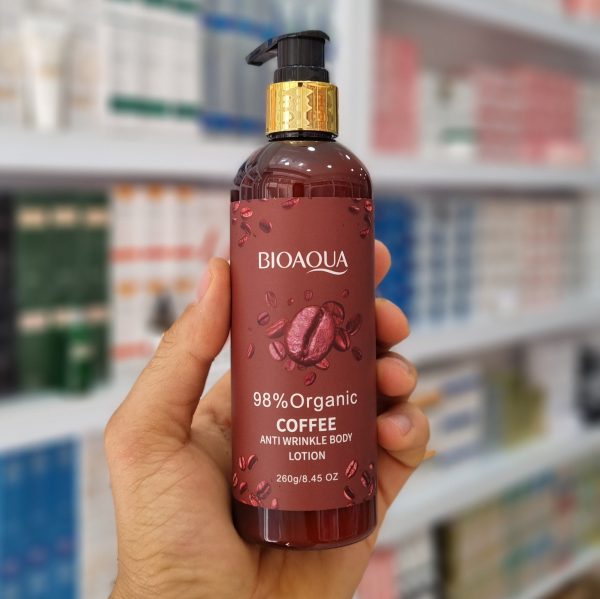 BIOAQUA
98%Organic
COFFEE
ANTI WRINKLE BODY
LOTION
260g/8.45 OZ